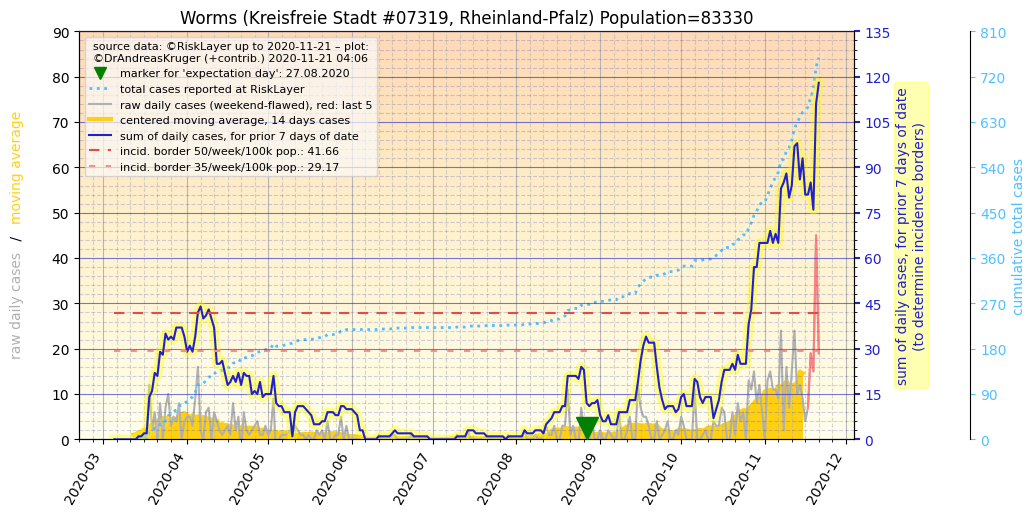 Worms (Kreisfreie Stadt #07319, Rheinland-Pfalz) Population=83330
source data: ©RiskLayer up to 2020-11-21 – plot:
©DrAndreasKruger (+contrib.) 2020-11-21 04:06
marker for 'expectation day': 27.08.2020
total cases reported at RiskLayer
raw daily cases (weekend-flawed), red: last 5
centered moving average, 14 days cases
sum of daily cases, for prior 7 days of date
incid. border 50/week/100k pop.: 41.66
incid. border 35/week/100k pop.: 29.17
raw daily cases / moving average
90
80
70
60
50
40
30
20
10
0
2020-03
2020-04
2020-05
2020-06
2020-07
2020-08
2020-09
2020-10
2020-11
2020-12
135
120
105
90
75
60
45
30
15
0
sum of daily cases, for prior 7 days of date
(to determine incidence borders)
810
720
630
540
450
360
270
180
90
0
cumulative total cases